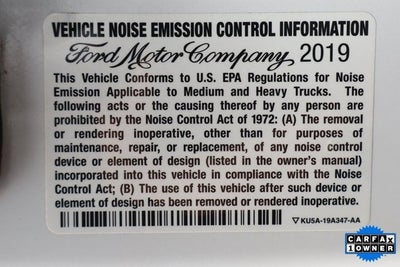 VEHICLE NOISE EMISSION CONTROL INFORMATION
Ford Motor Company 2019
This Vehicle Conforms to U.S. EPA Regulations for Noise
Emission Applicable to Medium and Heavy Trucks. The
following acts or the causing thereof by any person are
prohibited by the Noise Control Act of 1972: (A) The removal
or rendering inoperative, other than for purposes of
maintenance, repair, or replacement, of any noise control
device or element of design (listed in the owner's manual)
incorporated into this vehicle in compliance with the Noise
Control Act; (B) The use of this vehicle after such device or
element of design has been removed or rendered inoperative.
KU5A-19A347-AA
CARFAX
1OWNER